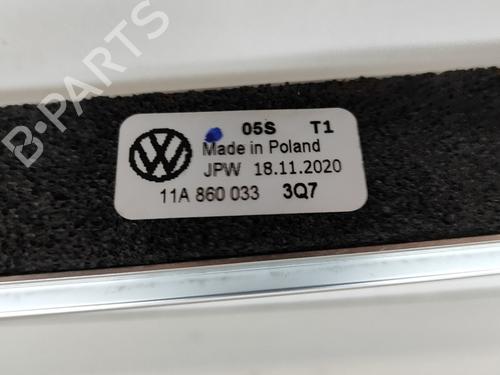 B-PARTS
05S T1
Made in Poland
JPW 18.11.2020
11A 860 033 3Q7